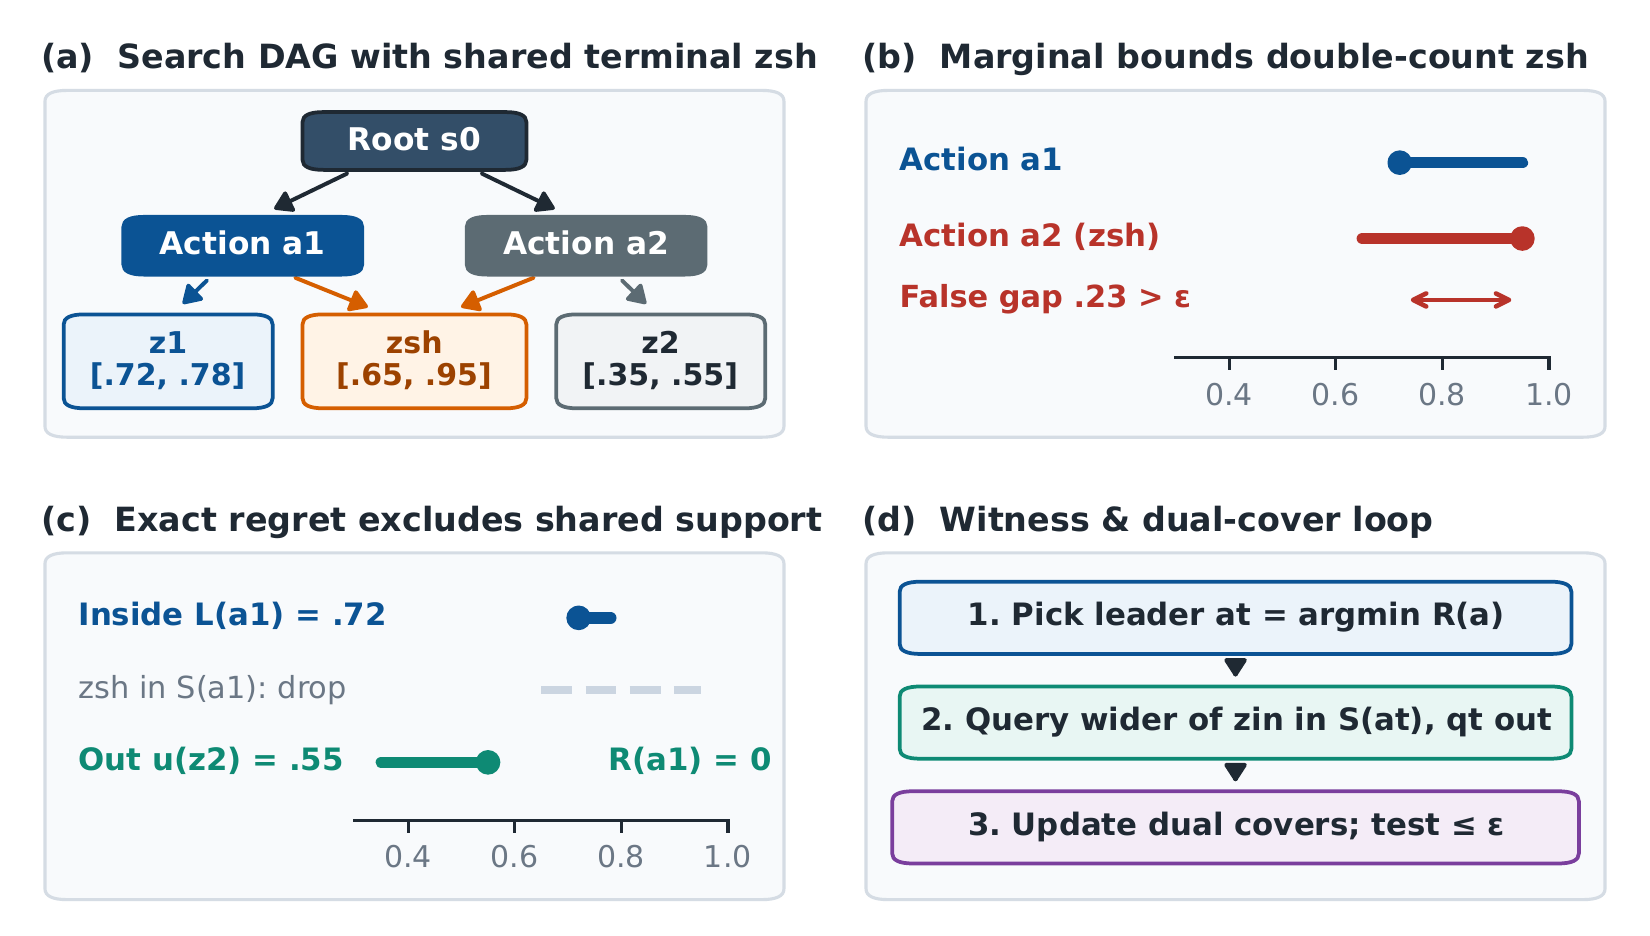 (a) Search DAG with shared terminal zsh
Root s0
Action a1
Action a2
z1
[.72, .78]
zsh
[.65, .95]
z2
[.35, .55]
(b) Marginal bounds double-count zsh
Action a1
Action a2 (zsh)
False gap .23 > ε
0.4 0.6 0.8 1.0
(c) Exact regret excludes shared support
Inside L(a1) = .72
zsh in S(a1): drop
Out u(z2) = .55
R(a1) = 0
0.4 0.6 0.8 1.0
(d) Witness & dual-cover loop
1. Pick leader at = argmin R(a)
2. Query wider of zin in S(at), qt out
3. Update dual covers; test ≤ ε